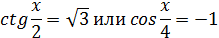 ctg x/2 = √3 или cos x/4 = −1